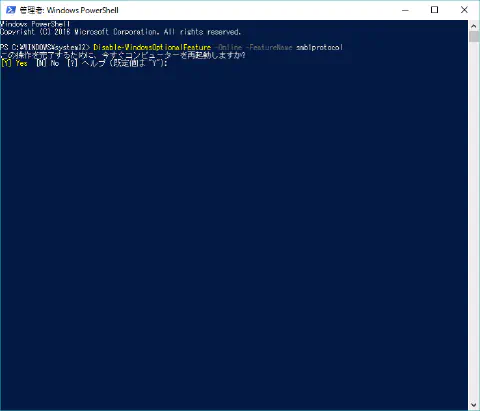 管理者: Windows PowerShell
Windows PowerShell
Copyright (C) 2016 Microsoft Corporation. All rights reserved.
PS C:¥WINDOWS¥system32> Disable-WindowsOptionalFeature -Online -FeatureName smb1protocol
この操作を完了するために、今すぐコンピューターを再起動しますか?
[Y] Yes [N] No [?] ヘルプ (既定値は "Y"):